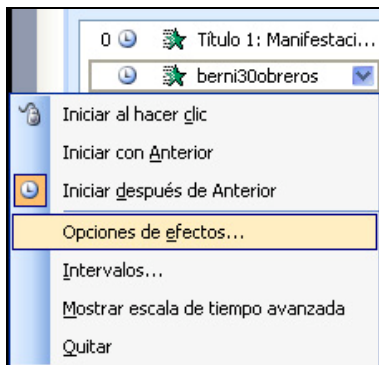 0 Título 1: Manifestaci...
berni30obreros
Iniciar al hacer clic
Iniciar con Anterior
Iniciar después de Anterior
Opciones de efectos...
Intervalos...
Mostrar escala de tiempo avanzada
Quitar